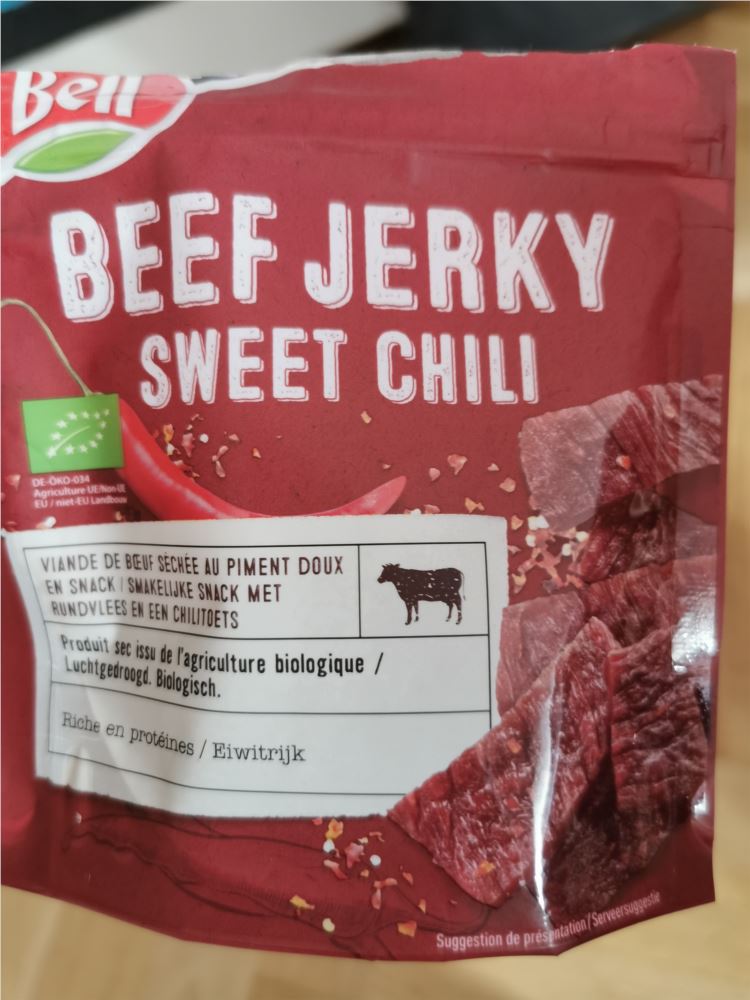 Bell
BEEF JERKY
SWEET CHILI
DE-ÖKO-034
Agriculture UE/Non-UE
EU / niet-EU Landbouw
VIANDE DE BŒUF SÉCHÉE AU PIMENT DOUX
EN SNACK / SMAKELIJKE SNACK MET
RUNDVLEES EN EEN CHILITOETS
Produit sec issu de l'agriculture biologique /
Luchtgedroogd. Biologisch.
Riche en protéines / Eiwitrijk
Suggestion de présentation / Serveersuggestie